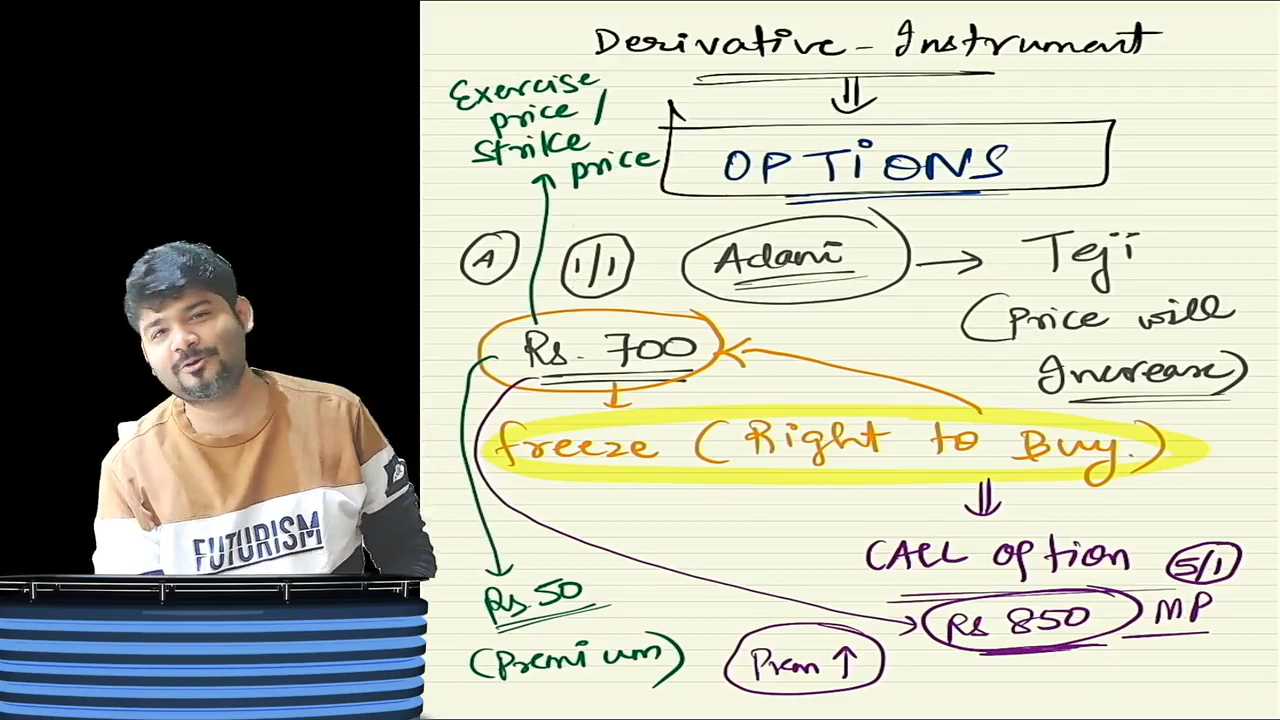 Derivative - Instrument
Exercise
price /
strike
price
OPTIONS
A
1/1
Adani
Teji
(Price will
Increase)
Rs. 700
freeze (Right to Buy.)
CALL option
5/1
Rs 850
MP
Rs. 50
(Premium)
Prem ↑
FUTURISM